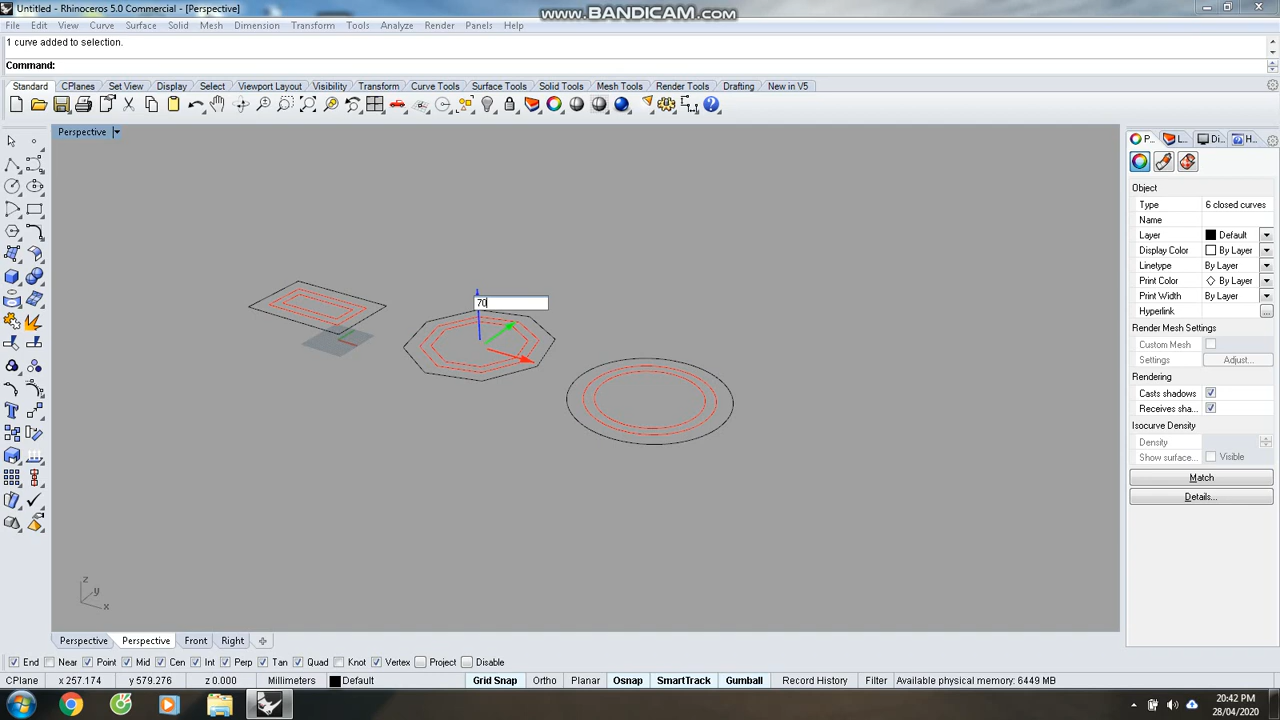 Untitled - Rhinoceros 5.0 Commercial - [Perspective]
www.BANDICAM.com
File Edit View Curve Surface Solid Mesh Dimension Transform Tools Analyze Render Panels Help
1 curve added to selection.
Command:
Standard CPlanes Set View Display Select Viewport Layout Visibility Transform Curve Tools Surface Tools Solid Tools Mesh Tools Render Tools Drafting New in V5
Perspective
P... L... Di... H...
Object
Type 6 closed curves
Name
Layer Default
Display Color By Layer
Linetype By Layer
Print Color By Layer
Print Width By Layer
Hyperlink ...
Render Mesh Settings
Custom Mesh
Settings Adjust...
Rendering
Casts shadows
Receives sha...
Isocurve Density
Density
Show surface... Visible
Match
Details...
70
z
y
x
Perspective Perspective Front Right
End Near Point Mid Cen Int Perp Tan Quad Knot Vertex Project Disable
CPlane x 257.174 y 579.276 z 0.000 Millimeters Default Grid Snap Ortho Planar Osnap SmartTrack Gumball Record History Filter Available physical memory: 6449 MB
20:42 PM
28/04/2020